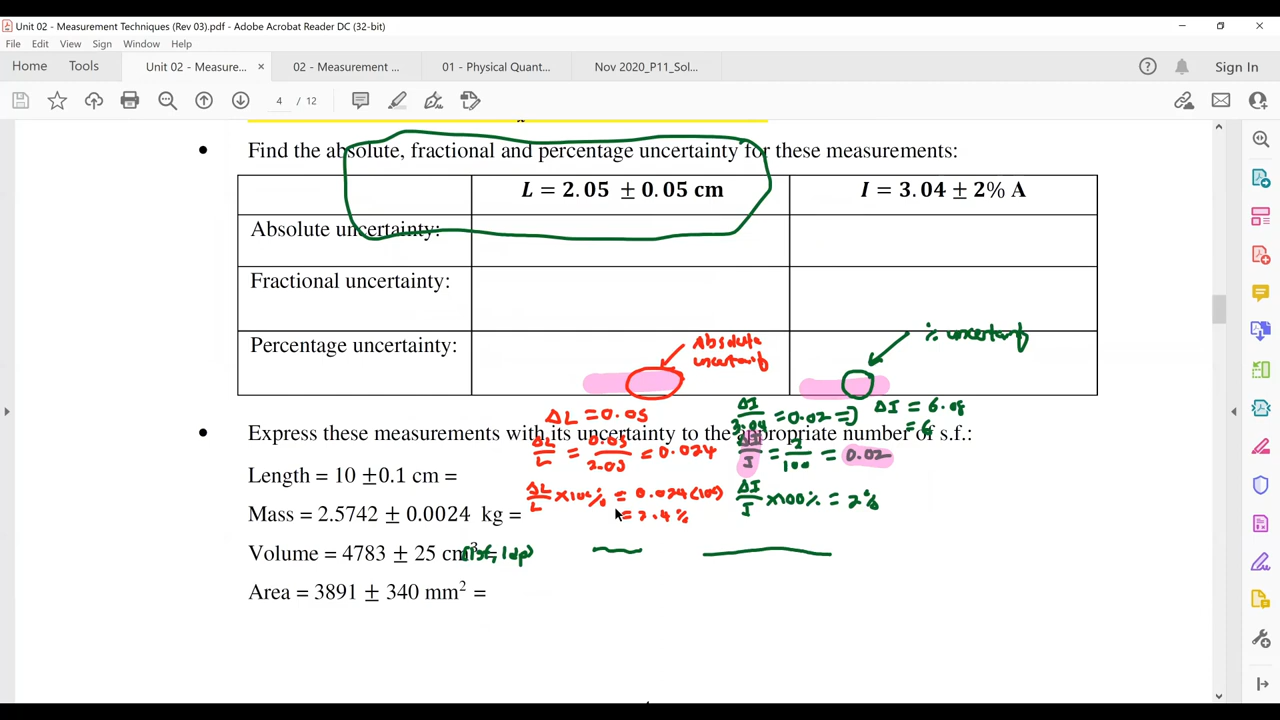 Unit 02 - Measurement Techniques (Rev 03).pdf - Adobe Acrobat Reader DC (32-bit)
File Edit View Sign Window Help
Home Tools Unit 02 - Measure... × 02 - Measurement ... 01 - Physical Quant... Nov 2020_P11_Sol... Sign In
4 / 12
• Find the absolute, fractional and percentage uncertainty for these measurements:
L = 2.05 ± 0.05 cm I = 3.04 ± 2% A
Absolute uncertainty:
Fractional uncertainty:
Percentage uncertainty:
Absolute uncertainty
% uncertainty
ΔL = 0.05
ΔI/3.04 = 0.02 => ΔI = 6.08
= 6
• Express these measurements with its uncertainty to the appropriate number of s.f.:
ΔL/L = 0.05/2.05 = 0.024
ΔI/I = 2/100 = 0.02
Length = 10 ±0.1 cm =
ΔL/L ×100% = 0.024(100)
= 2.4 %
ΔI/I ×100% = 2%
Mass = 2.5742 ± 0.0024 kg =
Volume = 4783 ± 25 cm³ =
(1sf, 1dp)
Area = 3891 ± 340 mm² =